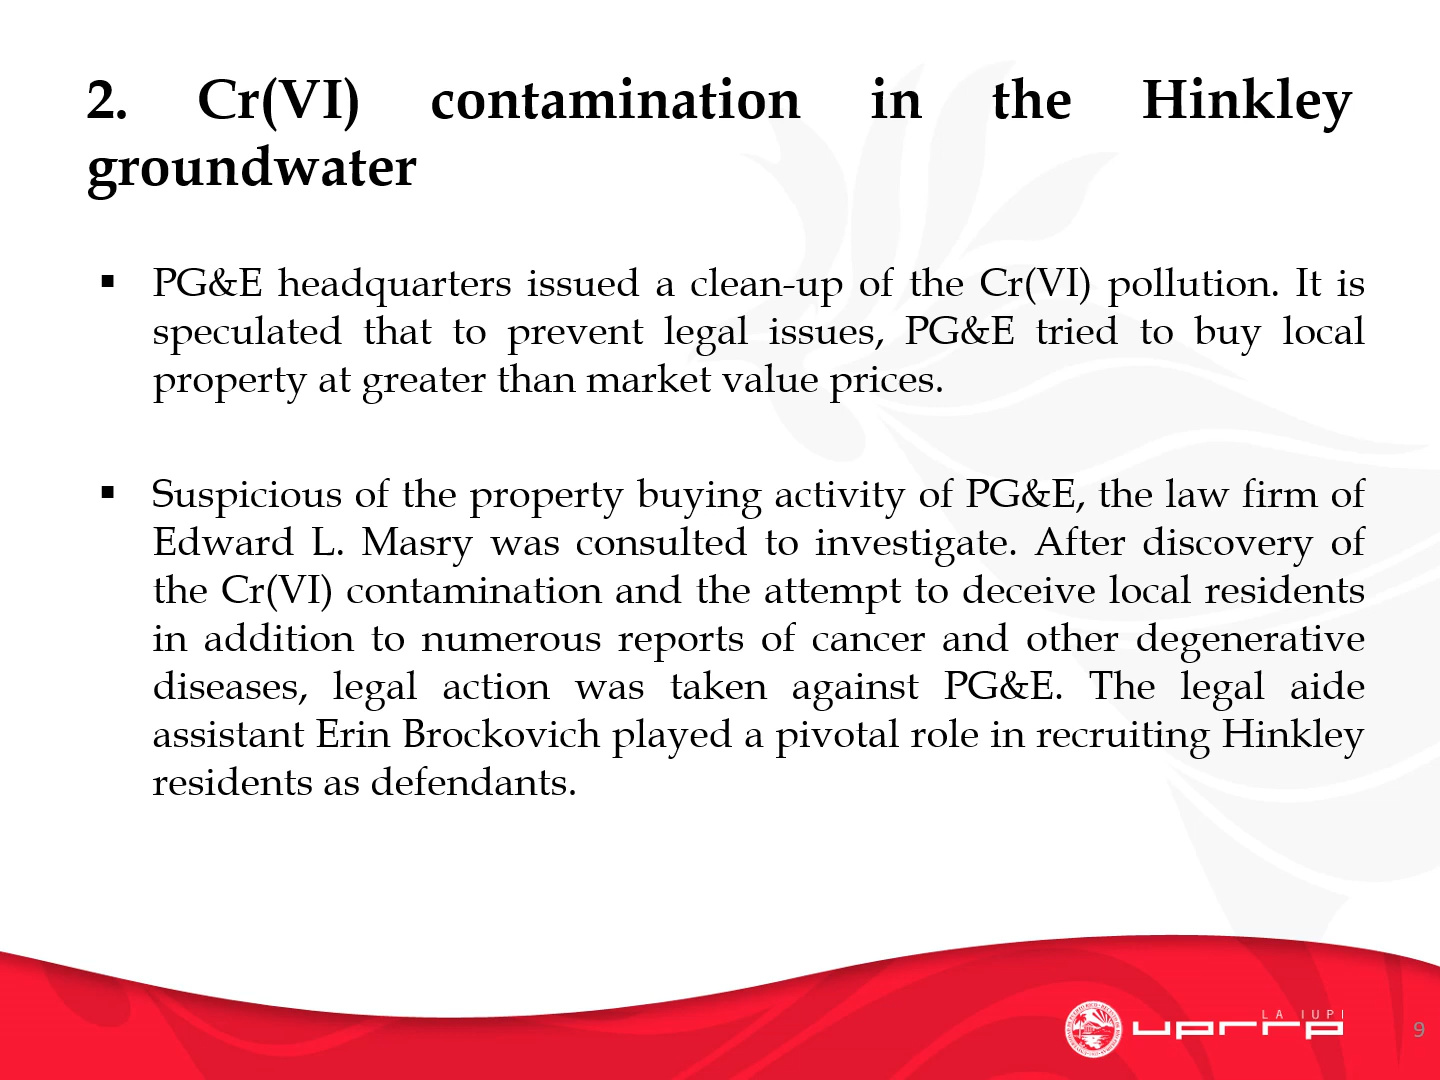 2. Cr(VI) contamination in the Hinkley
groundwater
▪ PG&E headquarters issued a clean-up of the Cr(VI) pollution. It is
speculated that to prevent legal issues, PG&E tried to buy local
property at greater than market value prices.
▪ Suspicious of the property buying activity of PG&E, the law firm of
Edward L. Masry was consulted to investigate. After discovery of
the Cr(VI) contamination and the attempt to deceive local residents
in addition to numerous reports of cancer and other degenerative
diseases, legal action was taken against PG&E. The legal aide
assistant Erin Brockovich played a pivotal role in recruiting Hinkley
residents as defendants.
LA IUPI
uprrp
9